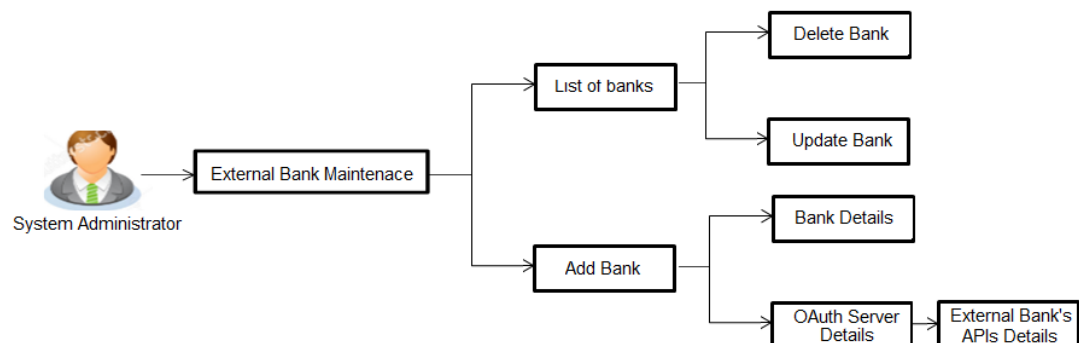 Delete Bank
List of banks
Update Bank
External Bank Maintenace
System Administrator
Bank Details
Add Bank
OAuth Server
Details
External Bank's
APIs Details